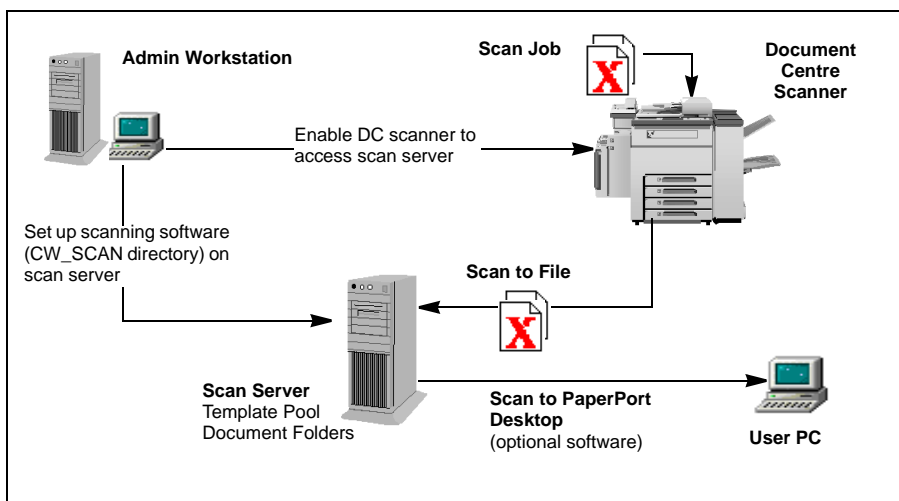 Admin Workstation
Scan Job
X
Document
Centre
Scanner
Enable DC scanner to
access scan server
Set up scanning software
(CW_SCAN directory) on
scan server
Scan to File
X
Scan Server
Template Pool
Document Folders
Scan to PaperPort
Desktop
(optional software)
User PC